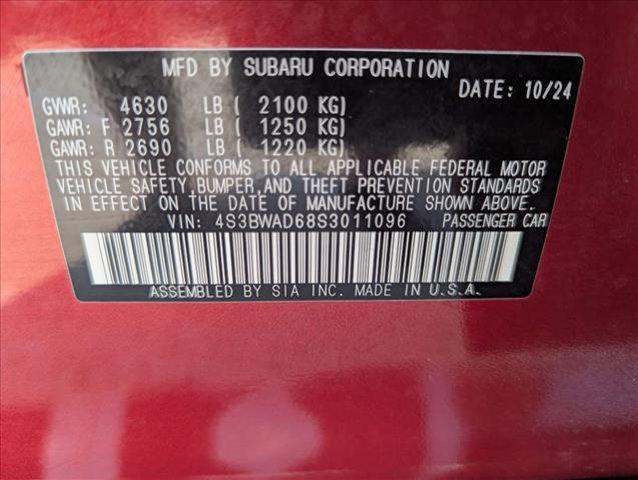 MFD BY SUBARU CORPORATION
DATE: 10/24
GVWR: 4630 LB ( 2100 KG)
GAWR: F 2756 LB ( 1250 KG)
GAWR: R 2690 LB ( 1220 KG)
THIS VEHICLE CONFORMS TO ALL APPLICABLE FEDERAL MOTOR
VEHICLE SAFETY, BUMPER, AND THEFT PREVENTION STANDARDS
IN EFFECT ON THE DATE OF MANUFACTURE SHOWN ABOVE.
VIN: 4S3BWAD68S3011096 PASSENGER CAR
ASSEMBLED BY SIA INC. MADE IN U.S.A.